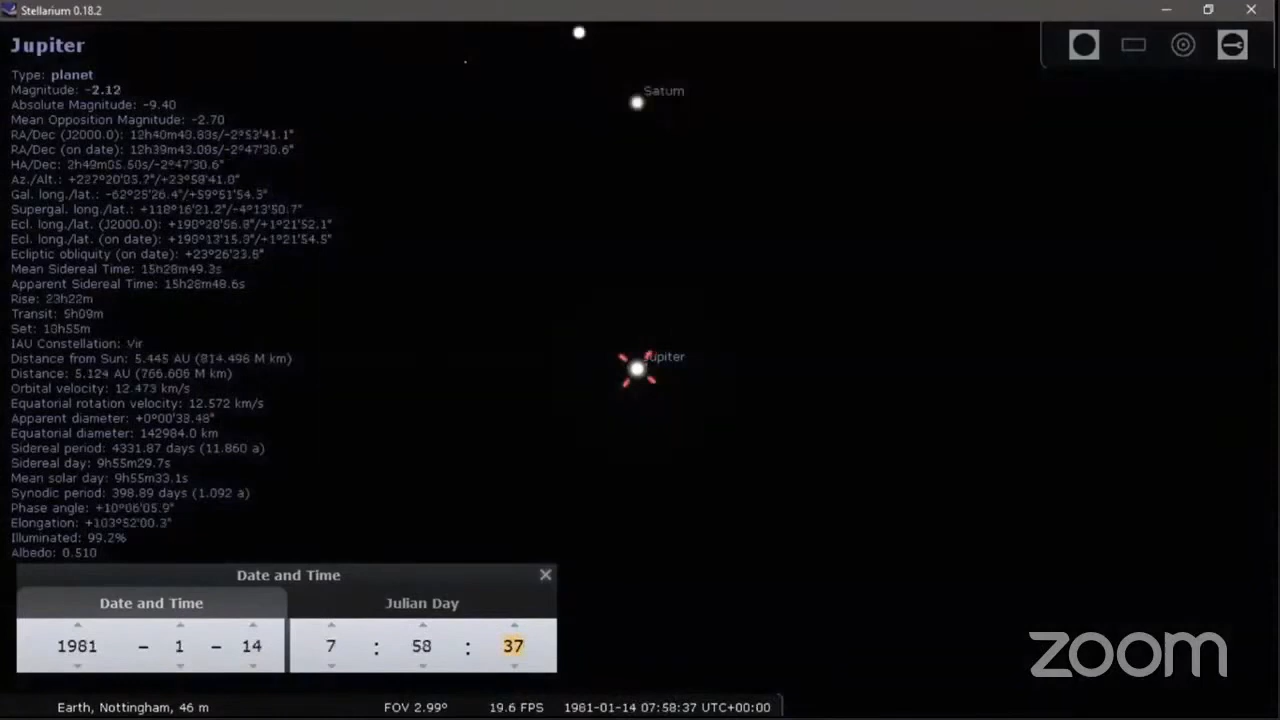 Stellarium 0.18.2
Jupiter
Type: planet
Magnitude: -2.12
Absolute Magnitude: -9.40
Mean Opposition Magnitude: -2.70
RA/Dec (J2000.0): 12h40m43.83s/-2°53'41.1"
RA/Dec (on date): 12h39m43.08s/-2°47'30.6"
HA/Dec: 2h49m05.50s/-2°47'30.6"
Az./Alt.: +227°20'05.7"/+23°58'41.0"
Gal. long./lat.: -62°25'26.4"/+59°51'54.3"
Supergal. long./lat.: +118°16'21.2"/-4°13'50.7"
Ecl. long./lat. (J2000.0): +190°28'56.8"/+1°21'52.1"
Ecl. long./lat. (on date): +190°13'15.3"/+1°21'54.5"
Ecliptic obliquity (on date): +23°26'23.6"
Mean Sidereal Time: 15h28m49.3s
Apparent Sidereal Time: 15h28m48.6s
Rise: 23h22m
Transit: 5h09m
Set: 10h55m
IAU Constellation: Vir
Distance from Sun: 5.445 AU (814.498 M km)
Distance: 5.124 AU (766.606 M km)
Orbital velocity: 12.473 km/s
Equatorial rotation velocity: 12.572 km/s
Apparent diameter: +0°00'38.48"
Equatorial diameter: 142984.0 km
Sidereal period: 4331.87 days (11.860 a)
Sidereal day: 9h55m29.7s
Mean solar day: 9h55m33.1s
Synodic period: 398.89 days (1.092 a)
Phase angle: +10°06'05.9"
Elongation: +103°52'00.3"
Illuminated: 99.2%
Albedo: 0.510
Saturn
Jupiter
Date and Time
Date and Time Julian Day
1981 - 1 - 14 7 : 58 : 37
zoom
Earth, Nottingham, 46 m FOV 2.99° 19.6 FPS 1981-01-14 07:58:37 UTC+00:00